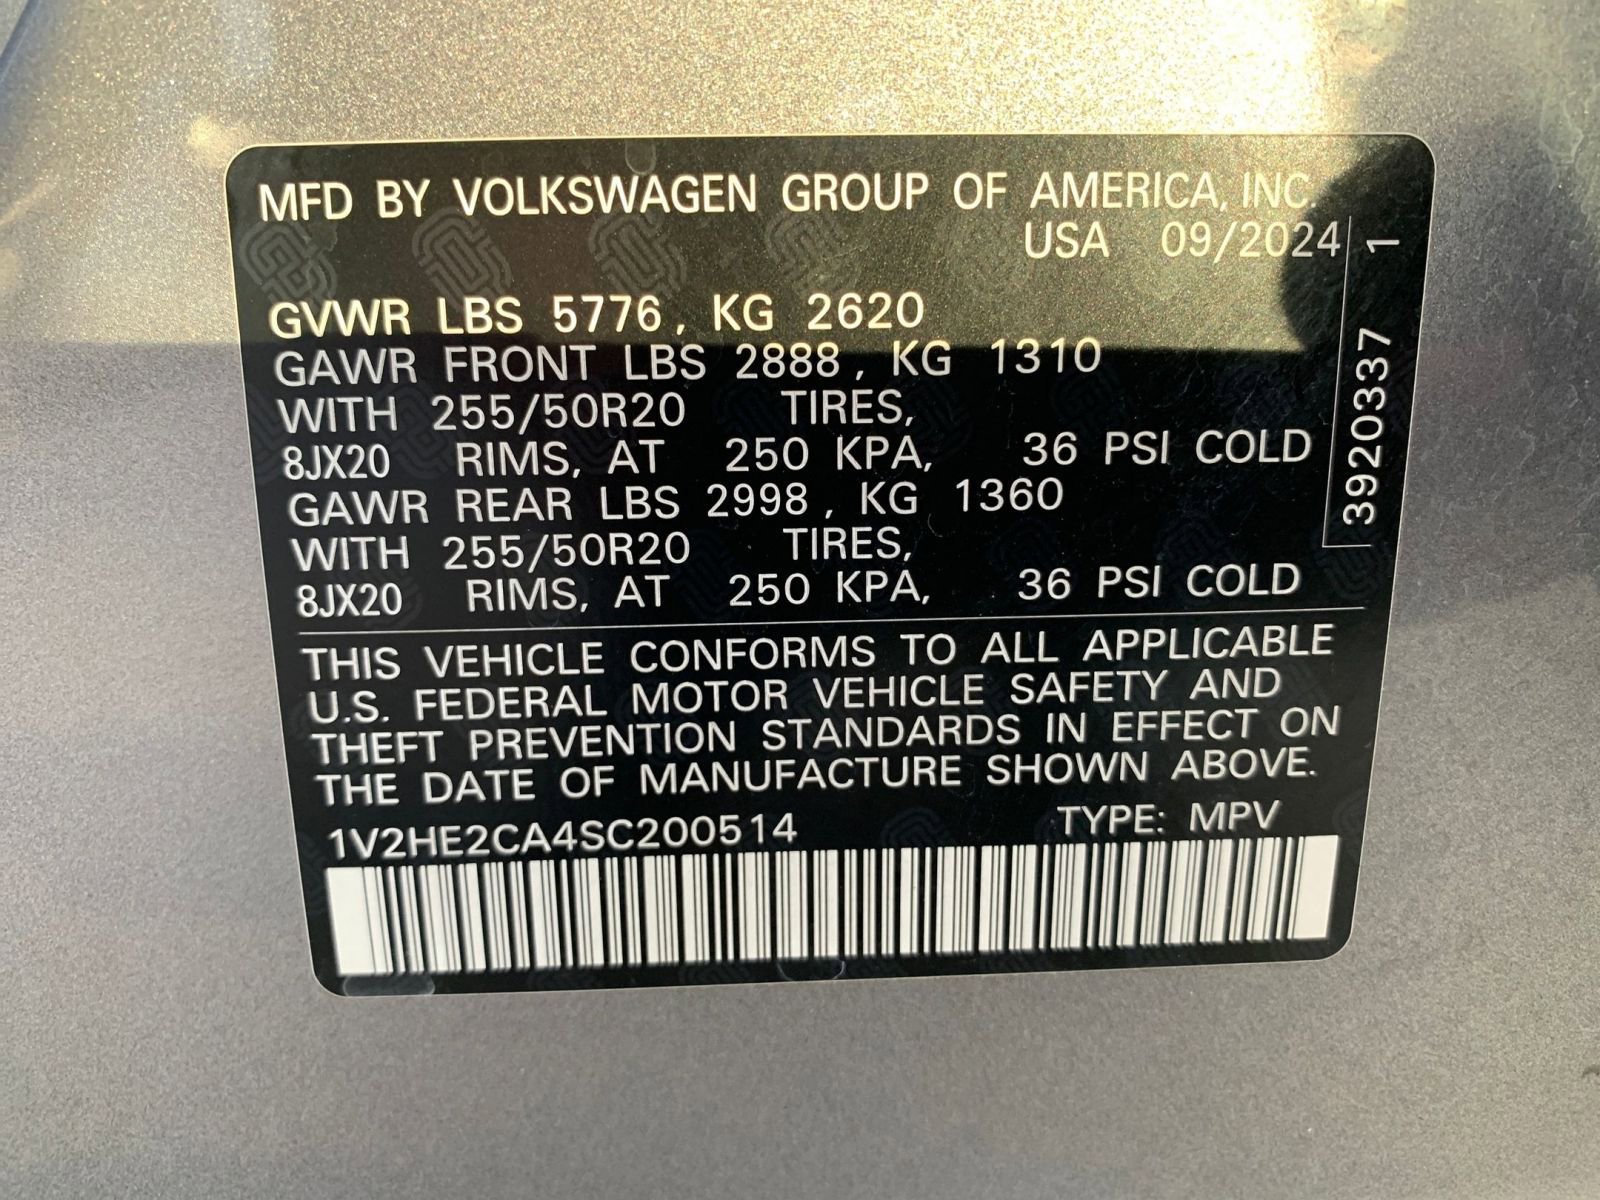 MFD BY VOLKSWAGEN GROUP OF AMERICA, INC.
USA 09/2024
GVWR LBS 5776, KG 2620
GAWR FRONT LBS 2888, KG 1310
WITH 255/50R20 TIRES,
8JX20 RIMS, AT 250 KPA, 36 PSI COLD
GAWR REAR LBS 2998, KG 1360
WITH 255/50R20 TIRES,
8JX20 RIMS, AT 250 KPA, 36 PSI COLD
3920337 1
THIS VEHICLE CONFORMS TO ALL APPLICABLE
U.S. FEDERAL MOTOR VEHICLE SAFETY AND
THEFT PREVENTION STANDARDS IN EFFECT ON
THE DATE OF MANUFACTURE SHOWN ABOVE.
1V2HE2CA4SC200514 TYPE: MPV